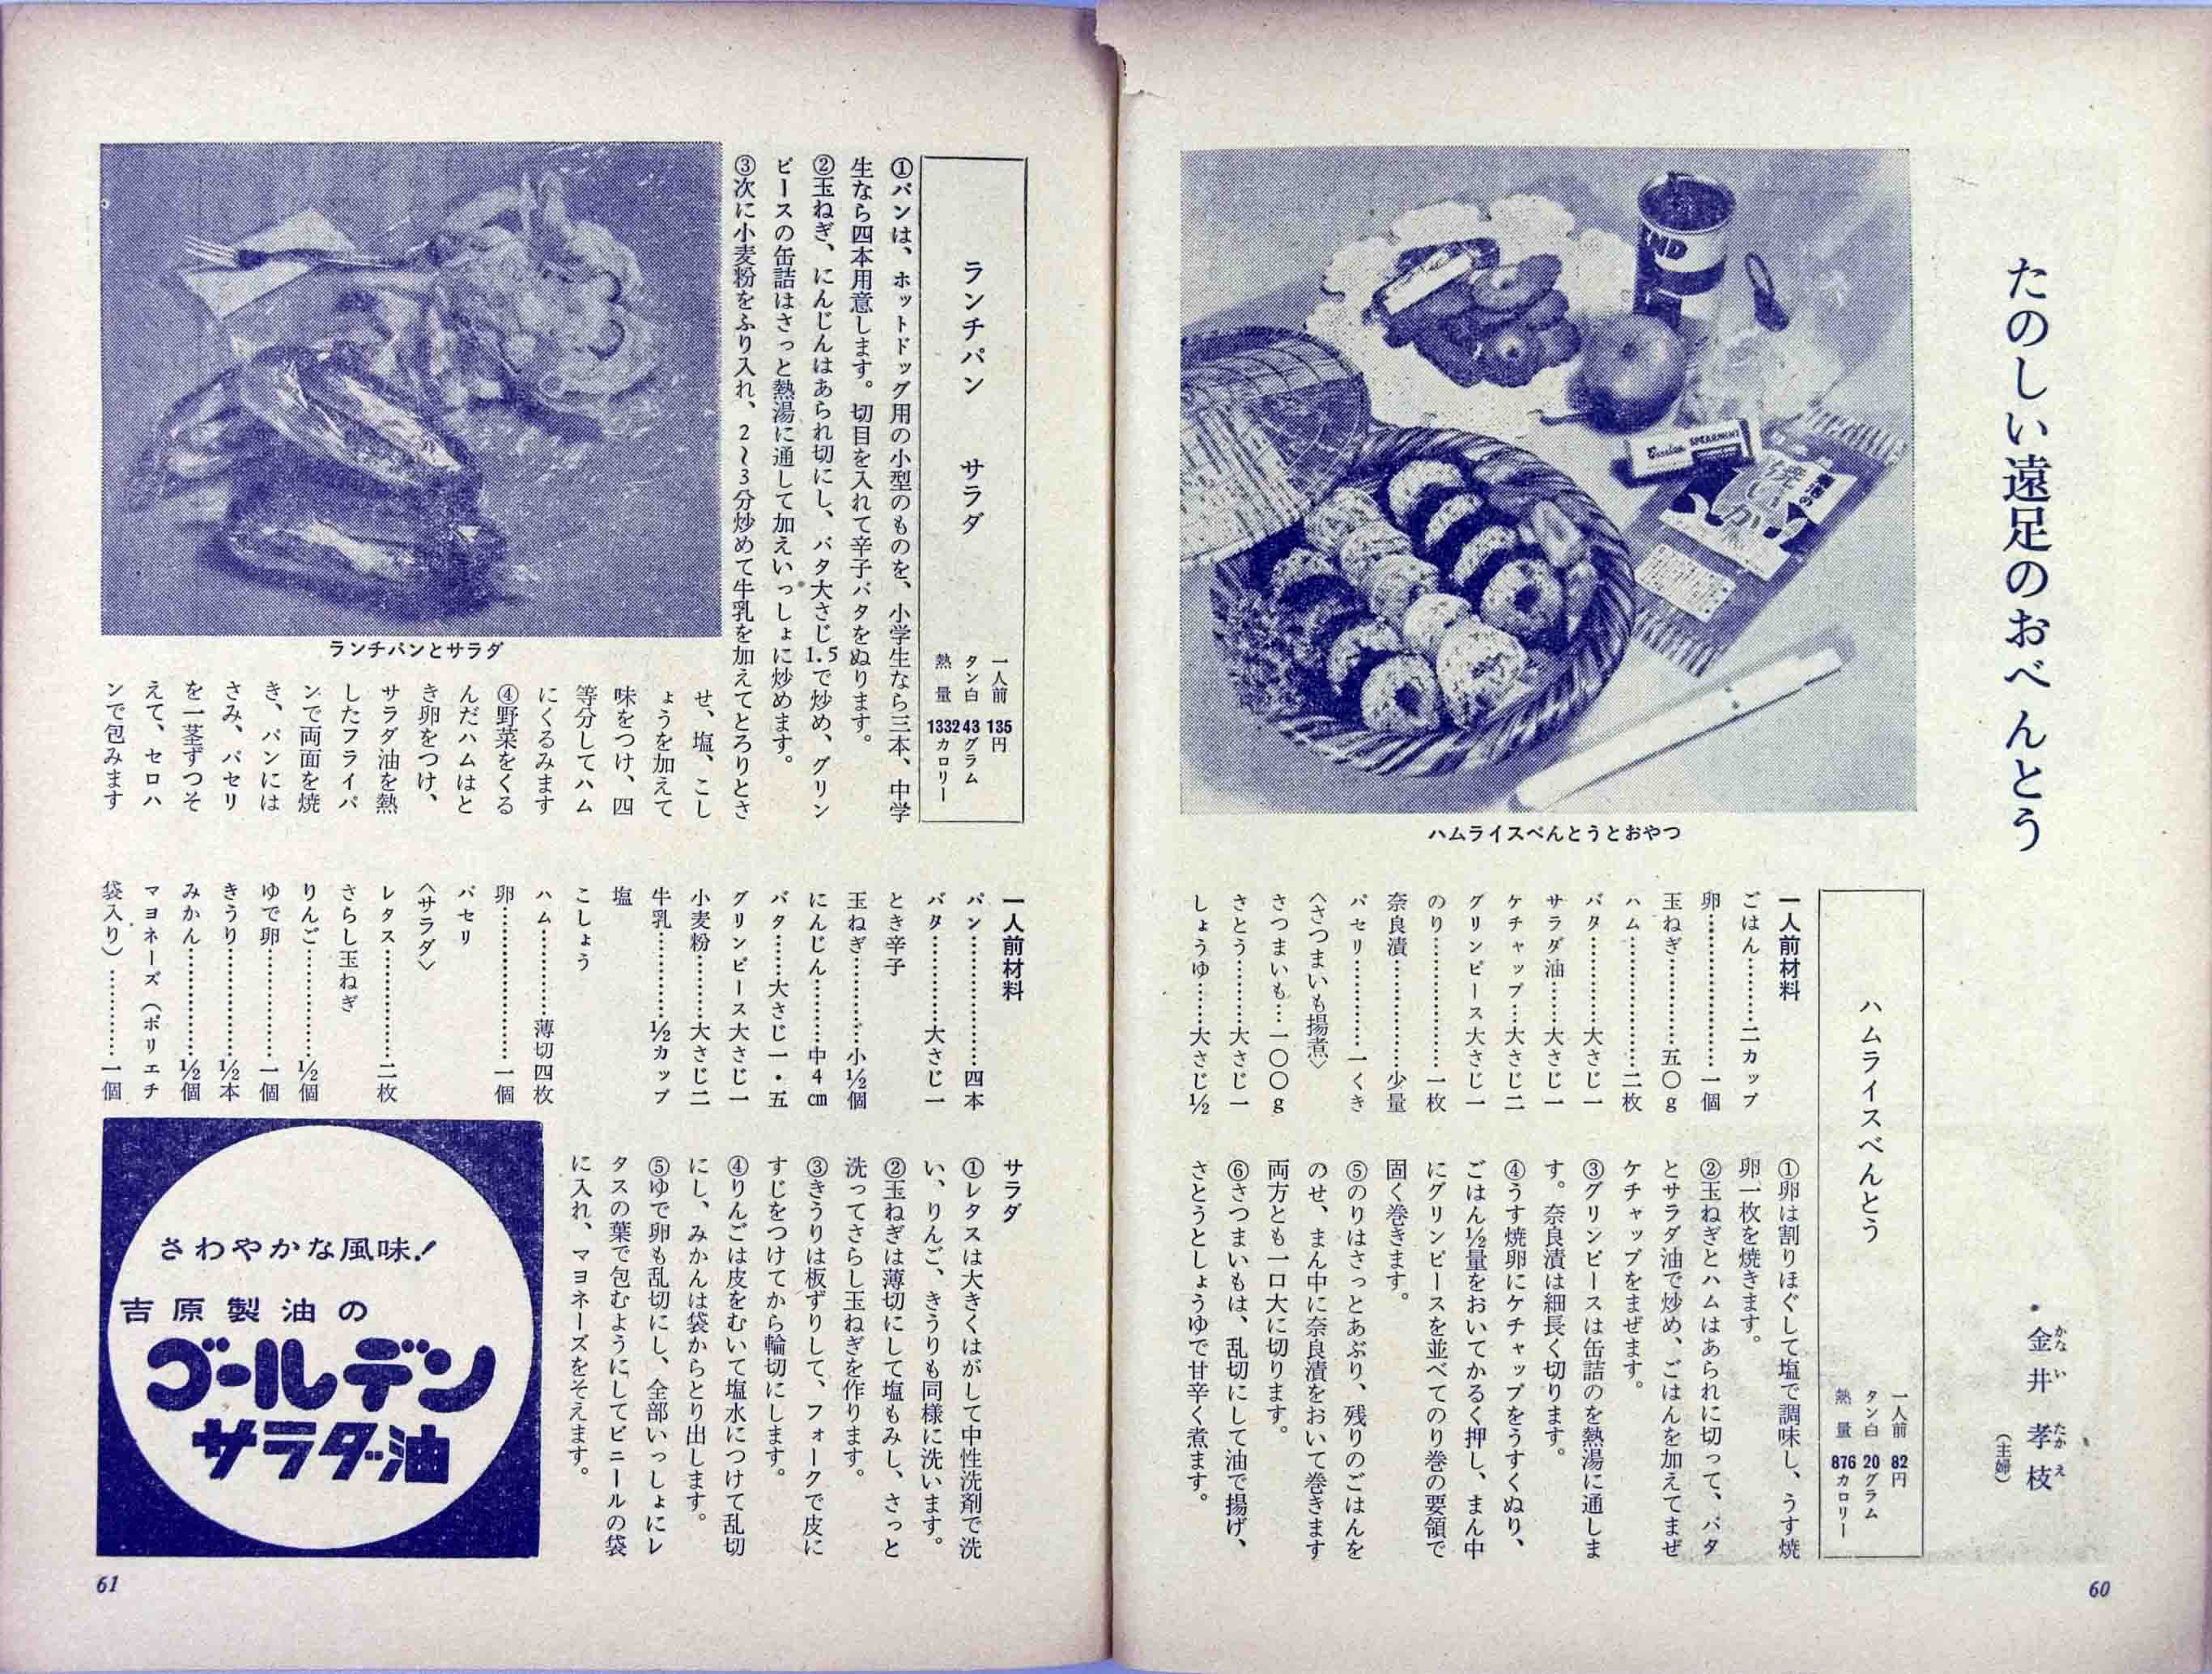 たのしい遠足のおべんとう
金井孝枝
かないたかえ
（主婦）
END
SPEARMINT
焼いか
ハムライスべんとうとおやつ
ハムライスべんとう
一人前 82円
タン白 20グラム
熱量 876カロリー
一人前材料
ごはん…………二カップ
卵……………………一個
玉ねぎ…………五〇g
ハム………………二枚
バタ…………大さじ一
サラダ油……大さじ一
ケチャップ…大さじ二
グリンピース大さじ一
のり………………一枚
奈良漬……………少量
パセリ…………一くき
〈さつまいも揚煮〉
さつまいも…一〇〇g
さとう………大さじ一
しょうゆ……大さじ½
①卵は割りほぐして塩で調味し、うす焼
卵一枚を焼きます。
②玉ねぎとハムはあられに切って、バタ
とサラダ油で炒め、ごはんを加えてまぜ
ケチャップをまぜます。
③グリンピースは缶詰のを熱湯に通しま
す。奈良漬は細長く切ります。
④うす焼卵にケチャップをうすくぬり、
ごはん½量をおいてかるく押し、まん中
にグリンピースを並べてのり巻の要領で
固く巻きます。
⑤のりはさっとあぶり、残りのごはんを
のせ、まん中に奈良漬をおいて巻きます
両方とも一口大に切ります。
⑥さつまいもは、乱切にして油で揚げ、
さとうとしょうゆで甘辛く煮ます。
60
ランチパン　サラダ
一人前 135円
タン白 43グラム
熱量 1332カロリー
①パンは、ホットドッグ用の小型のものを、小学生なら三本、中学
生なら四本用意します。切目を入れて辛子バタをぬります。
②玉ねぎ、にんじんはあられ切にし、バタ大さじ1.5で炒め、グリン
ピースの缶詰はさっと熱湯に通して加えいっしょに炒めます。
③次に小麦粉をふり入れ、2〜3分炒めて牛乳を加えてとろりとさ
せ、塩、こし
ょうを加えて
味をつけ、四
等分してハム
にくるみます
④野菜をくる
んだハムはと
き卵をつけ、
サラダ油を熱
したフライパ
ンで両面を焼
き、パンには
さみ、パセリ
を一茎ずつそ
えて、セロハ
ンで包みます
ランチパンとサラダ
一人前材料
パン………………四本
バタ…………大さじ一
とき辛子
玉ねぎ…………小½個
にんじん………中4cm
バタ……大さじ一・五
グリンピース大さじ一
小麦粉………大さじ二
牛乳…………½カップ
塩
こしょう
ハム…………薄切四枚
卵…………………一個
パセリ
〈サラダ〉
レタス……………二枚
さらし玉ねぎ
りんご……………½個
ゆで卵……………一個
きうり……………½本
みかん……………½個
マヨネーズ（ポリエチ
袋入り）…………一個
サラダ
①レタスは大きくはがして中性洗剤で洗
い、りんご、きうりも同様に洗います。
②玉ねぎは薄切にして塩もみし、さっと
洗ってさらし玉ねぎを作ります。
③きうりは板ずりして、フォークで皮に
すじをつけてから輪切にします。
④りんごは皮をむいて塩水につけて乱切
にし、みかんは袋からとり出します。
⑤ゆで卵も乱切にし、全部いっしょにレ
タスの葉で包むようにしてビニールの袋
に入れ、マヨネーズをそえます。
さわやかな風味！
吉原製油の
ゴールデン
サラダ油
61